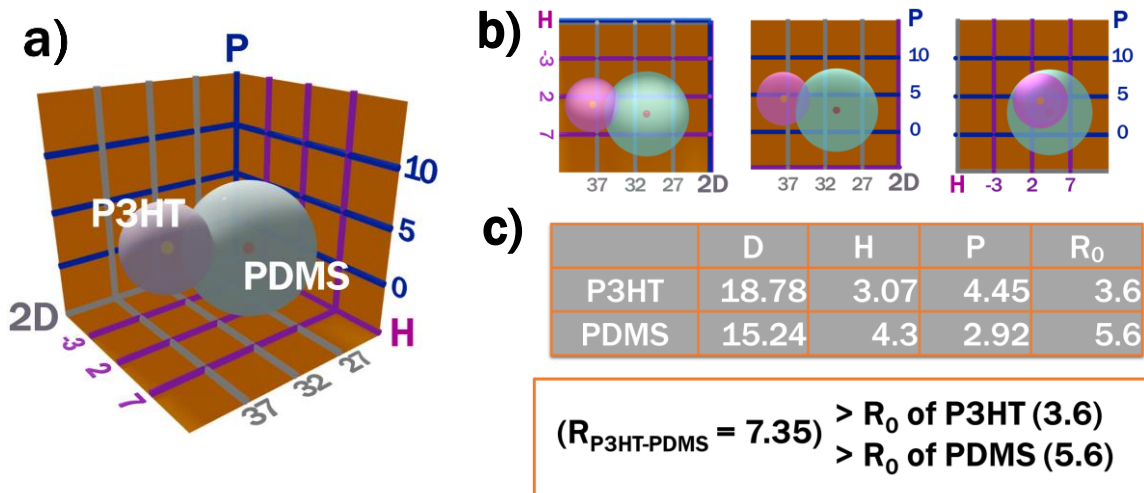 a)
P
10
5
0
P3HT
PDMS
2D
H
-3
2
7
37
32
27
b)
H
-3
2
7
37 32 27 2D
P
10
5
0
37 32 27 2D
P
10
5
0
H -3 2 7
c)
D H P R₀
P3HT 18.78 3.07 4.45 3.6
PDMS 15.24 4.3 2.92 5.6
(R_P3HT-PDMS = 7.35) > R₀ of P3HT (3.6)
> R₀ of PDMS (5.6)